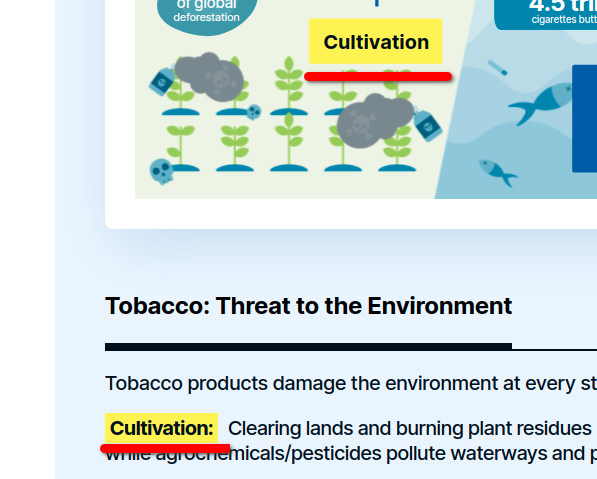 of global
deforestation
4.5 tri
cigarettes butt
Cultivation
Tobacco: Threat to the Environment
Tobacco products damage the environment at every st
Cultivation: Clearing lands and burning plant residues
while agrochemicals/pesticides pollute waterways and p